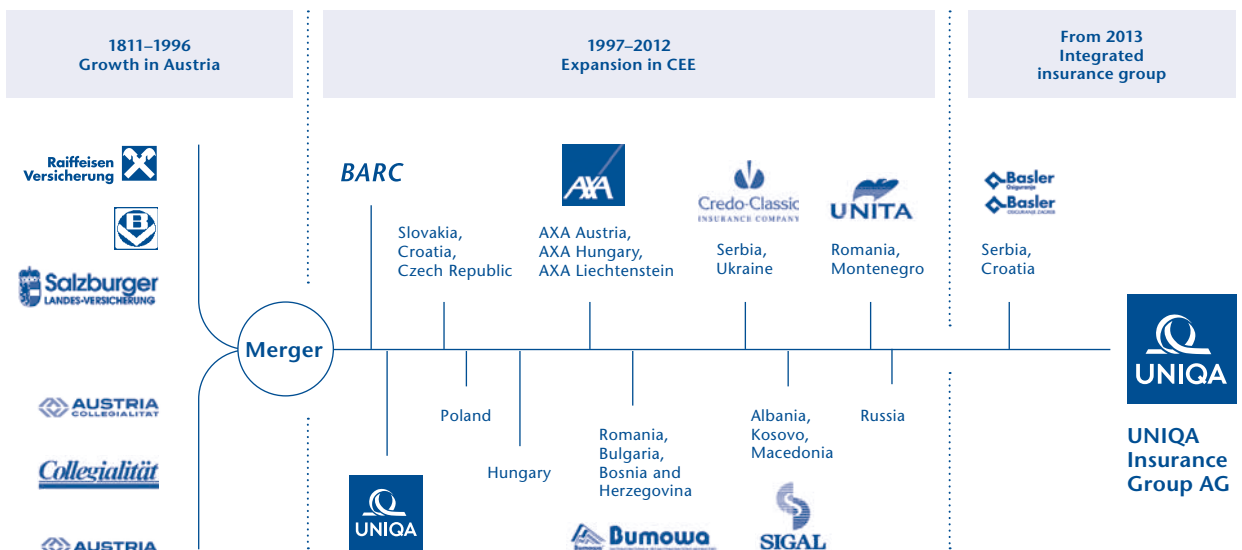 1811–1996
Growth in Austria
1997–2012
Expansion in CEE
From 2013
Integrated
insurance group
Raiffeisen
Versicherung
B
V
Salzburger
LANDES-VERSICHERUNG
AUSTRIA
COLLEGIALITÄT
Collegialität
AUSTRIA
Merger
BARC
Slovakia,
Croatia,
Czech Republic
AXA
AXA Austria,
AXA Hungary,
AXA Liechtenstein
Credo-Classic
INSURANCE COMPANY
Serbia,
Ukraine
UNITA
Romania,
Montenegro
Basler
Osiguranje
Basler
OSIGURANJE ZAGREB
Serbia,
Croatia
UNIQA
Poland
Hungary
Romania,
Bulgaria,
Bosnia and
Herzegovina
Bumowa
Albania,
Kosovo,
Macedonia
SIGAL
Russia
UNIQA
UNIQA
Insurance
Group AG